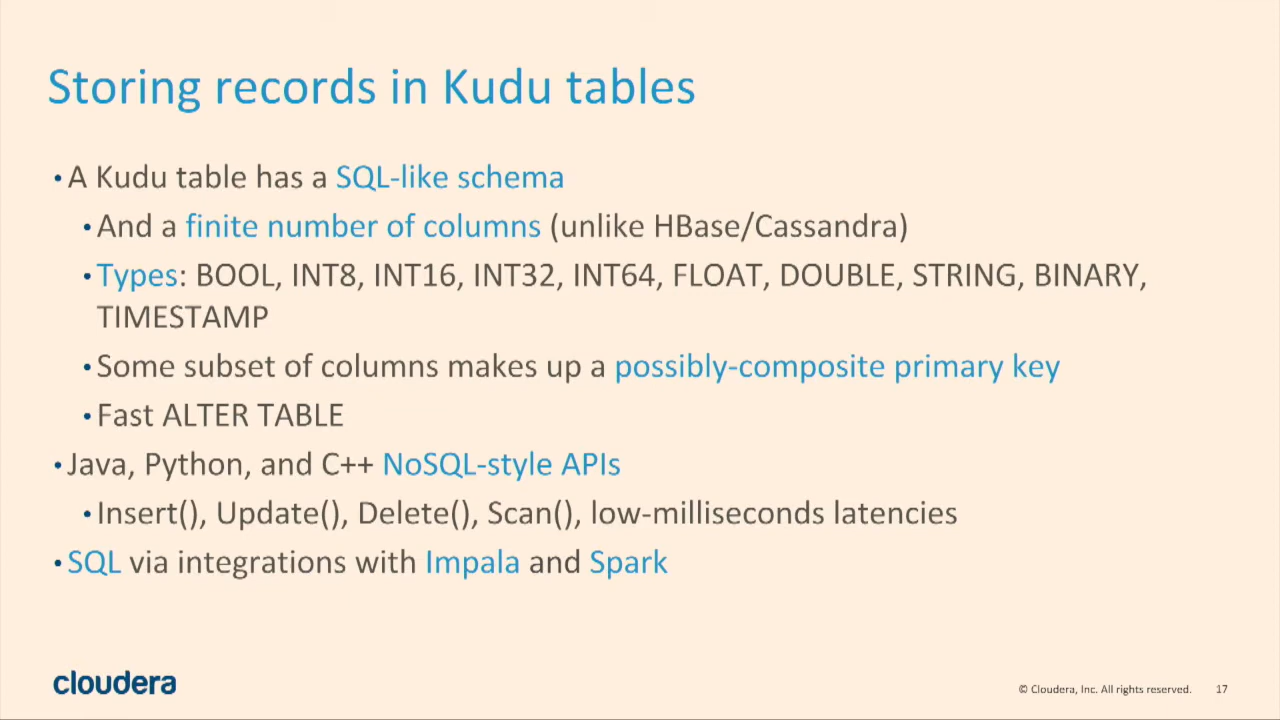 Storing records in Kudu tables
• A Kudu table has a SQL-like schema
• And a finite number of columns (unlike HBase/Cassandra)
• Types: BOOL, INT8, INT16, INT32, INT64, FLOAT, DOUBLE, STRING, BINARY,
TIMESTAMP
• Some subset of columns makes up a possibly-composite primary key
• Fast ALTER TABLE
• Java, Python, and C++ NoSQL-style APIs
• Insert(), Update(), Delete(), Scan(), low-milliseconds latencies
• SQL via integrations with Impala and Spark
cloudera
© Cloudera, Inc. All rights reserved. 17